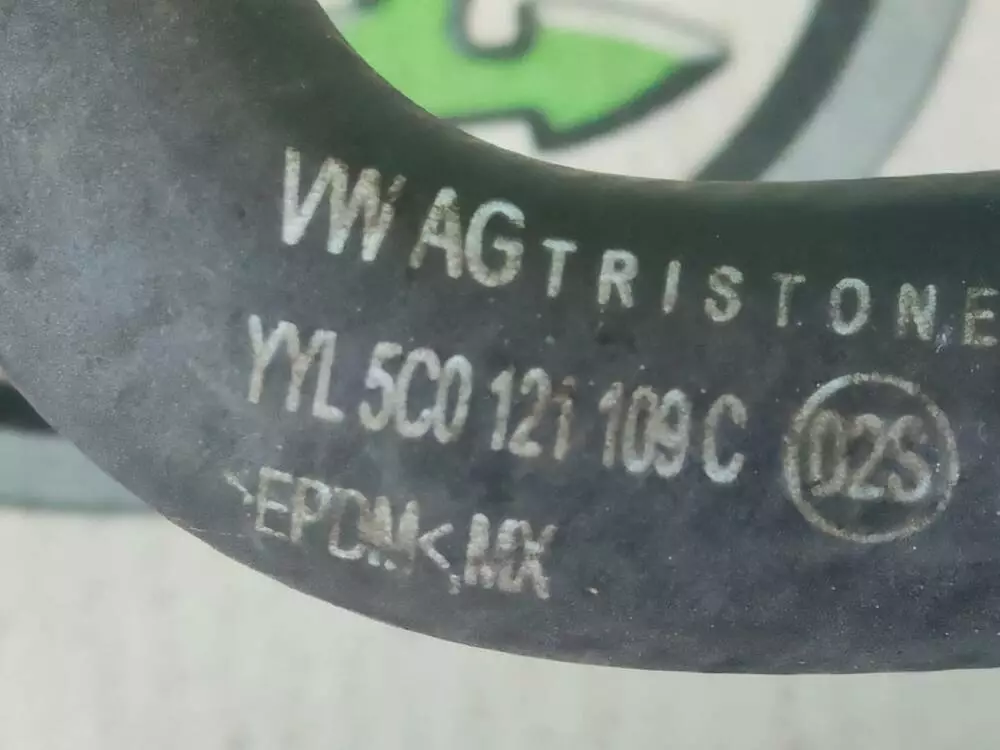 VW AG TRISTONE
YYL 5C0 121 109 C 02S
>EPDM< MX